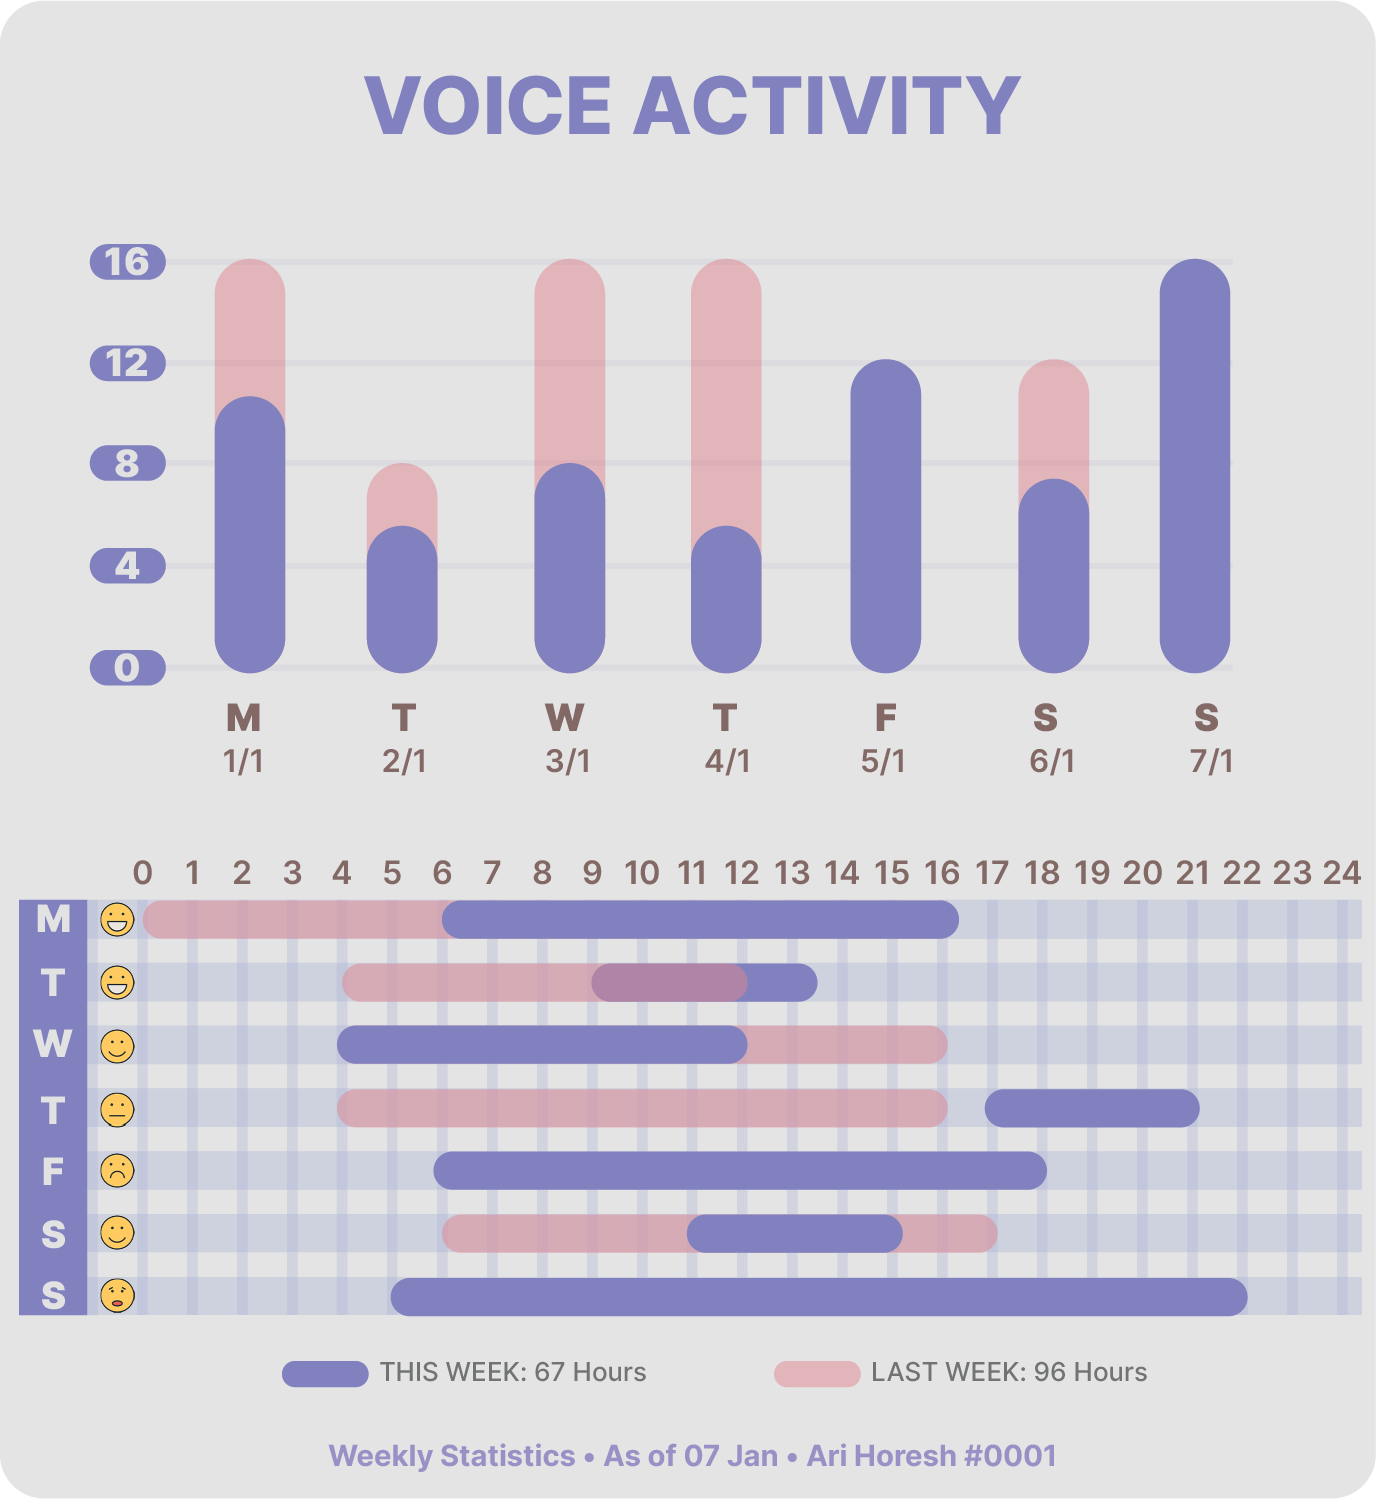 VOICE ACTIVITY
16
12
8
4
0
M T W T F S S
1/1 2/1 3/1 4/1 5/1 6/1 7/1
0 1 2 3 4 5 6 7 8 9 10 11 12 13 14 15 16 17 18 19 20 21 22 23 24
M
T
W
T
F
S
S
THIS WEEK: 67 Hours LAST WEEK: 96 Hours
Weekly Statistics • As of 07 Jan • Ari Horesh #0001